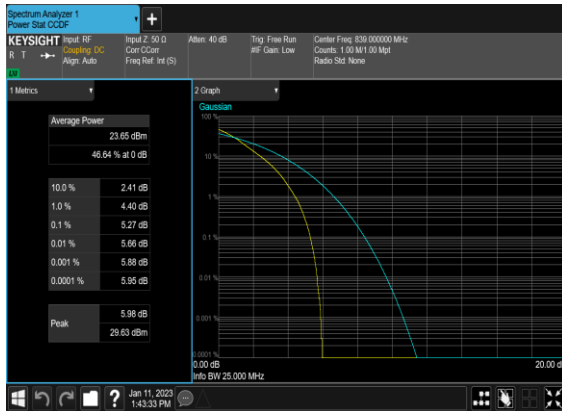 Spectrum Analyzer 1
Power Stat CCDF
+
KEYSIGHT
R T
LXI
Input: RF
Coupling: DC
Align: Auto
Input Z: 50 Ω
Corr CCorr
Freq Ref: Int (S)
Atten: 40 dB
Trig: Free Run
#IF Gain: Low
Center Freq: 839.000000 MHz
Counts: 1.00 M/1.00 Mpt
Radio Std: None
1 Metrics
Average Power
23.65 dBm
46.64 % at 0 dB
10.0 % 2.41 dB
1.0 % 4.40 dB
0.1 % 5.27 dB
0.01 % 5.66 dB
0.001 % 5.88 dB
0.0001 % 5.95 dB
Peak
5.98 dB
29.63 dBm
2 Graph
Gaussian
100 %
10 %
1 %
0.1 %
0.01 %
0.001 %
0.0001 %
0.00 dB
20.00 d
Info BW 25.000 MHz
?
Jan 11, 2023
1:43:33 PM